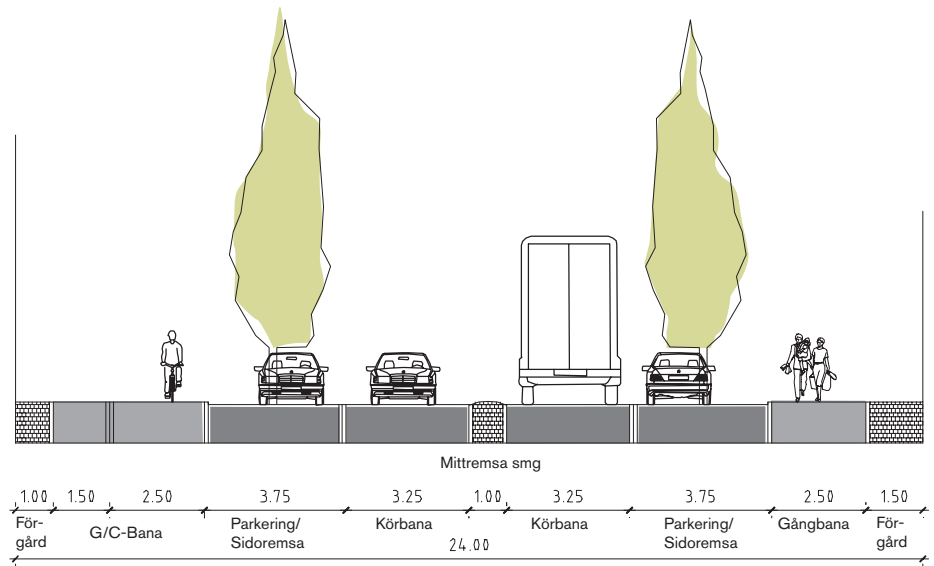 Mittremsa smg
1.00 1.50 2.50 3.75 3.25 1.00 3.25 3.75 2.50 1.50
För-
gård
G/C-Bana
Parkering/
Sidoremsa
Körbana
Körbana
Parkering/
Sidoremsa
Gångbana
För-
gård
24.00